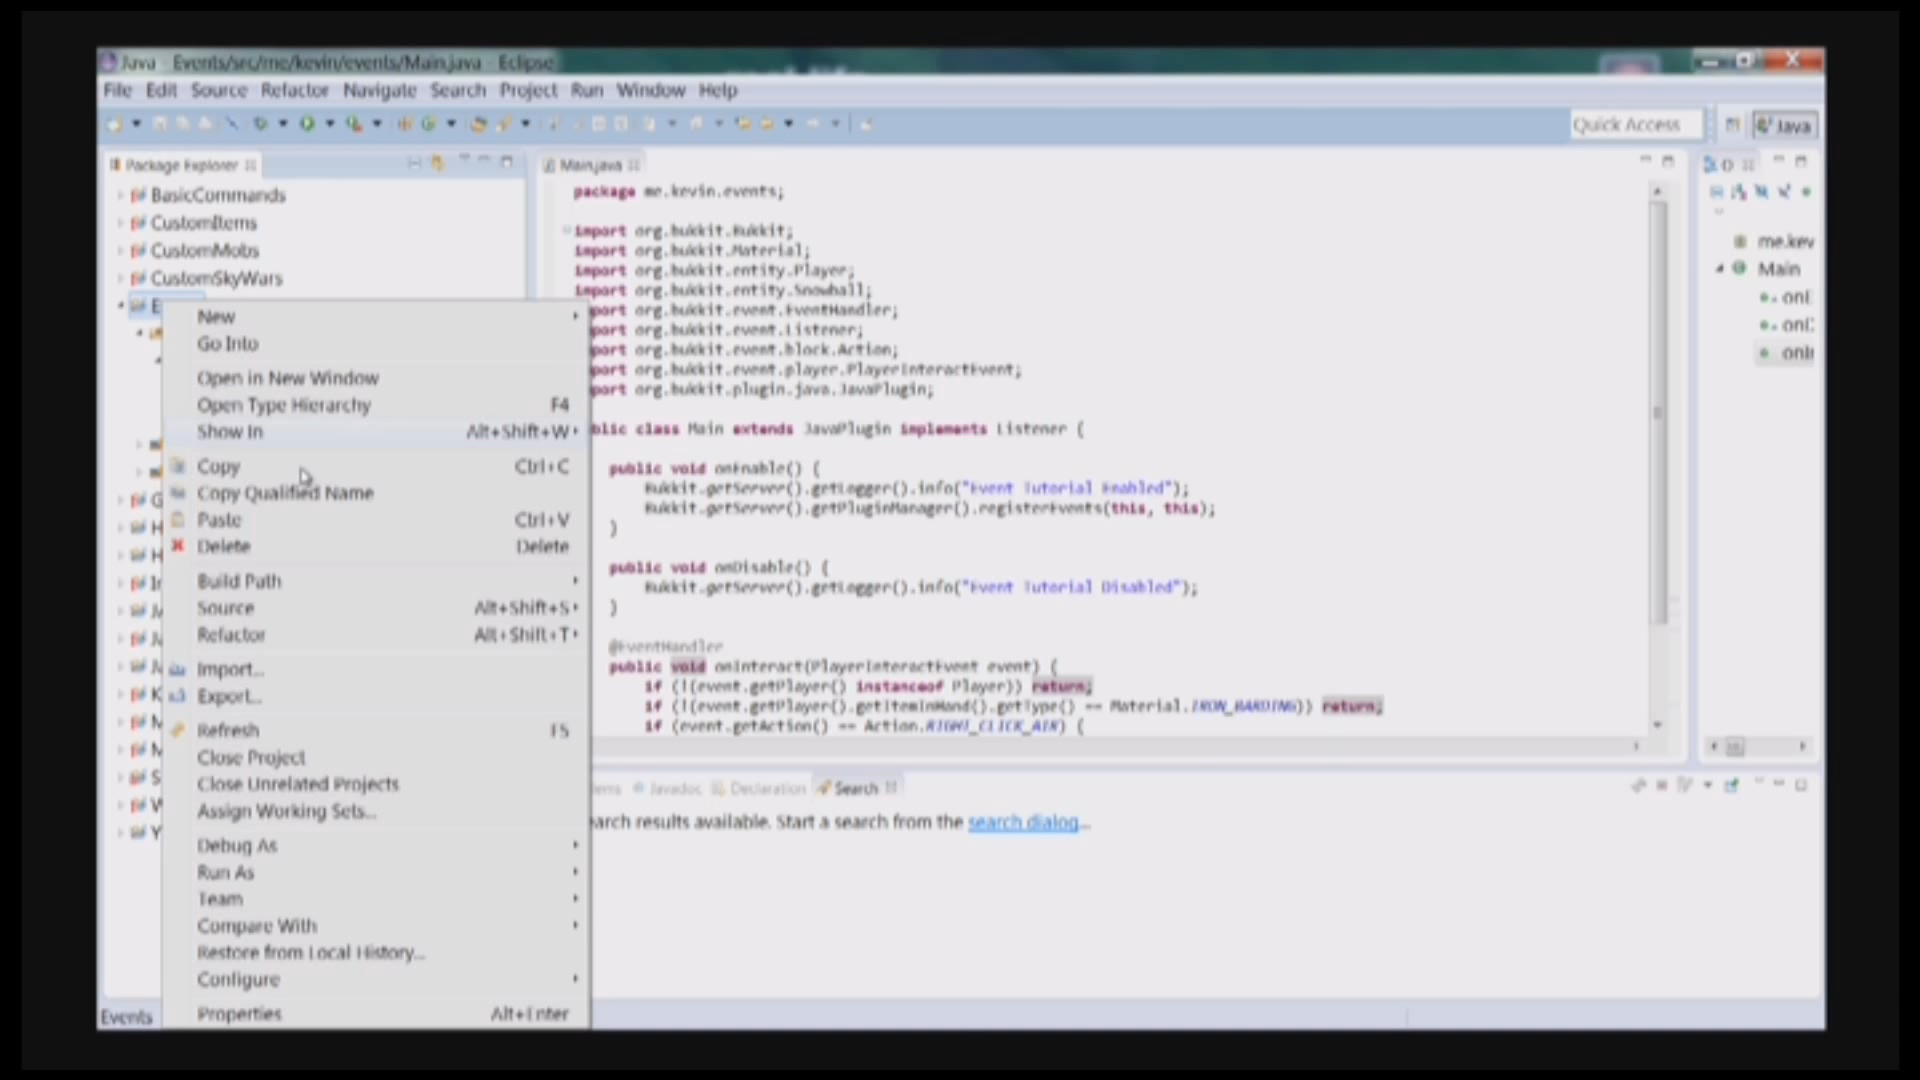 Java - Events/src/me/kevin/events/Main.java - Eclipse
File Edit Source Refactor Navigate Search Project Run Window Help
Quick Access
Java
Package Explorer
BasicCommands
CustomItems
CustomMobs
CustomSkyWars
New
Go Into
Open in New Window
Open Type Hierarchy F4
Show In Alt+Shift+W
Copy Ctrl+C
Copy Qualified Name
Paste Ctrl+V
Delete Delete
Build Path
Source Alt+Shift+S
Refactor Alt+Shift+T
Import...
Export...
Refresh F5
Close Project
Close Unrelated Projects
Assign Working Sets...
Debug As
Run As
Team
Compare With
Restore from Local History...
Configure
Properties Alt+Enter
Events
Main.java
package me.kevin.events;
import org.bukkit.Bukkit;
import org.bukkit.Material;
import org.bukkit.entity.Player;
import org.bukkit.entity.Snowball;
port org.bukkit.event.EventHandler;
port org.bukkit.event.Listener;
port org.bukkit.event.block.Action;
port org.bukkit.event.player.PlayerInteractEvent;
port org.bukkit.plugin.java.JavaPlugin;
blic class Main extends JavaPlugin implements Listener {
public void onEnable() {
Bukkit.getServer().getLogger().info("Event Tutorial Enabled");
Bukkit.getServer().getPluginManager().registerEvents(this, this);
}
public void onDisable() {
Bukkit.getServer().getLogger().info("Event Tutorial Disabled");
}
@EventHandler
public void onInteract(PlayerInteractEvent event) {
if (!(event.getPlayer() instanceof Player)) return;
if (!(event.getPlayer().getItemInHand().getType() == Material.IRON_BARDING)) return;
if (event.getAction() == Action.RIGHT_CLICK_AIR) {
Javadoc Declaration Search
arch results available. Start a search from the search dialog...
me.kev
Main